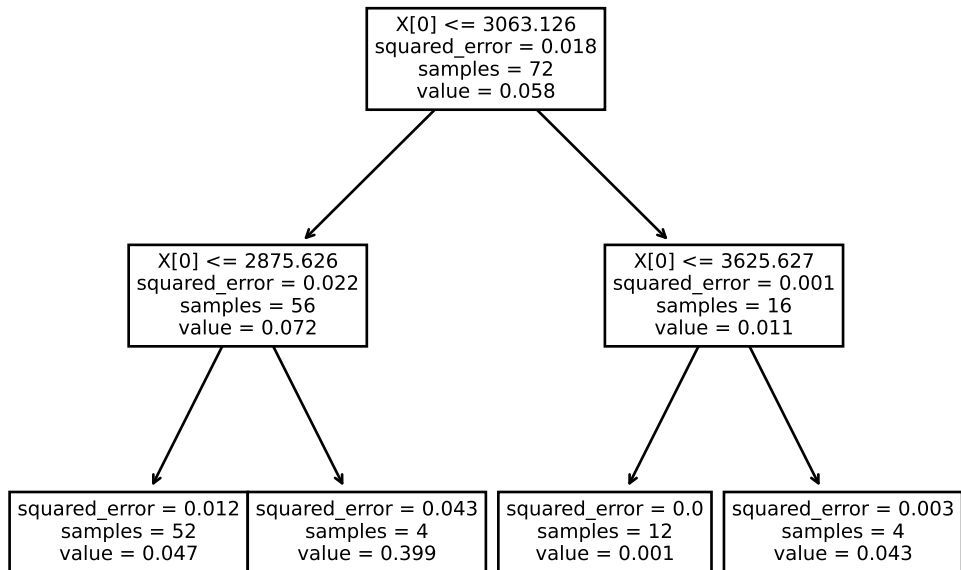 X[0] <= 3063.126
squared_error = 0.018
samples = 72
value = 0.058
X[0] <= 2875.626
squared_error = 0.022
samples = 56
value = 0.072
X[0] <= 3625.627
squared_error = 0.001
samples = 16
value = 0.011
squared_error = 0.012
samples = 52
value = 0.047
squared_error = 0.043
samples = 4
value = 0.399
squared_error = 0.0
samples = 12
value = 0.001
squared_error = 0.003
samples = 4
value = 0.043